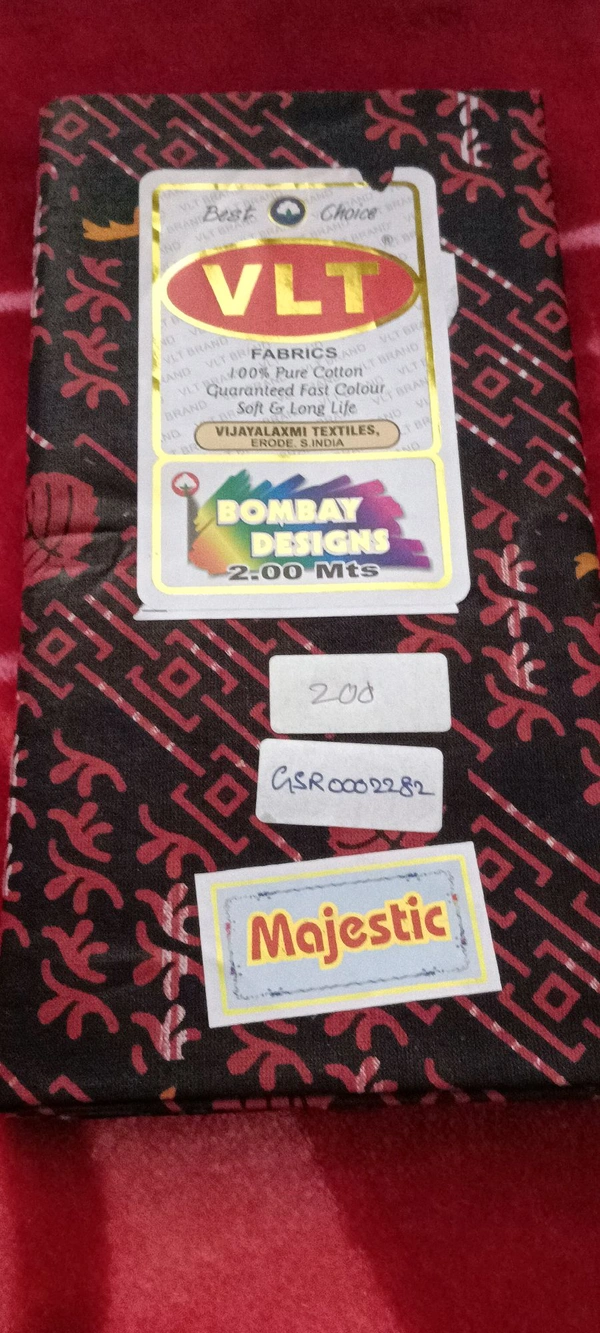 Best Choice
®
VLT
FABRICS
100% Pure Cotton
Guaranteed Fast Colour
Soft & Long Life
VIJAYALAXMI TEXTILES,
ERODE. S.INDIA
BOMBAY
DESIGNS
2.00 Mts
200
GSR0002282
Majestic